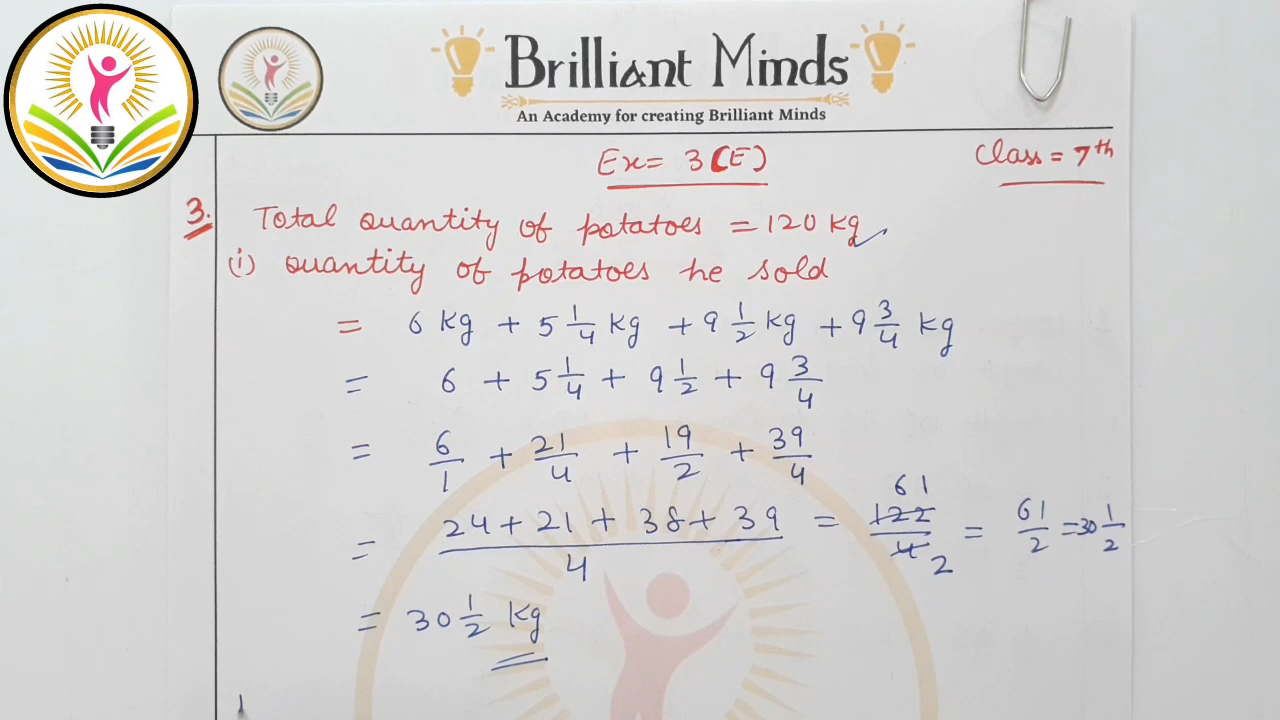 Brilliant Minds
An Academy for creating Brilliant Minds
Ex= 3(E)
Class = 7th
3. Total quantity of potatoes = 120 kg
(i) quantity of potatoes he sold
= 6 kg + 5 1/4 kg + 9 1/2 kg + 9 3/4 kg
= 6 + 5 1/4 + 9 1/2 + 9 3/4
= 6/1 + 21/4 + 19/2 + 39/4
= 24 + 21 + 38 + 39 / 4 = 61 122/4 2 = 61/2 = 30 1/2
= 30 1/2 kg